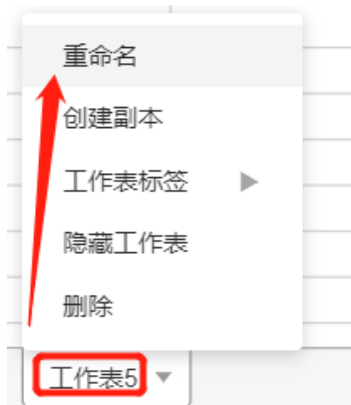 重命名
创建副本
工作表标签
隐藏工作表
删除
工作表5